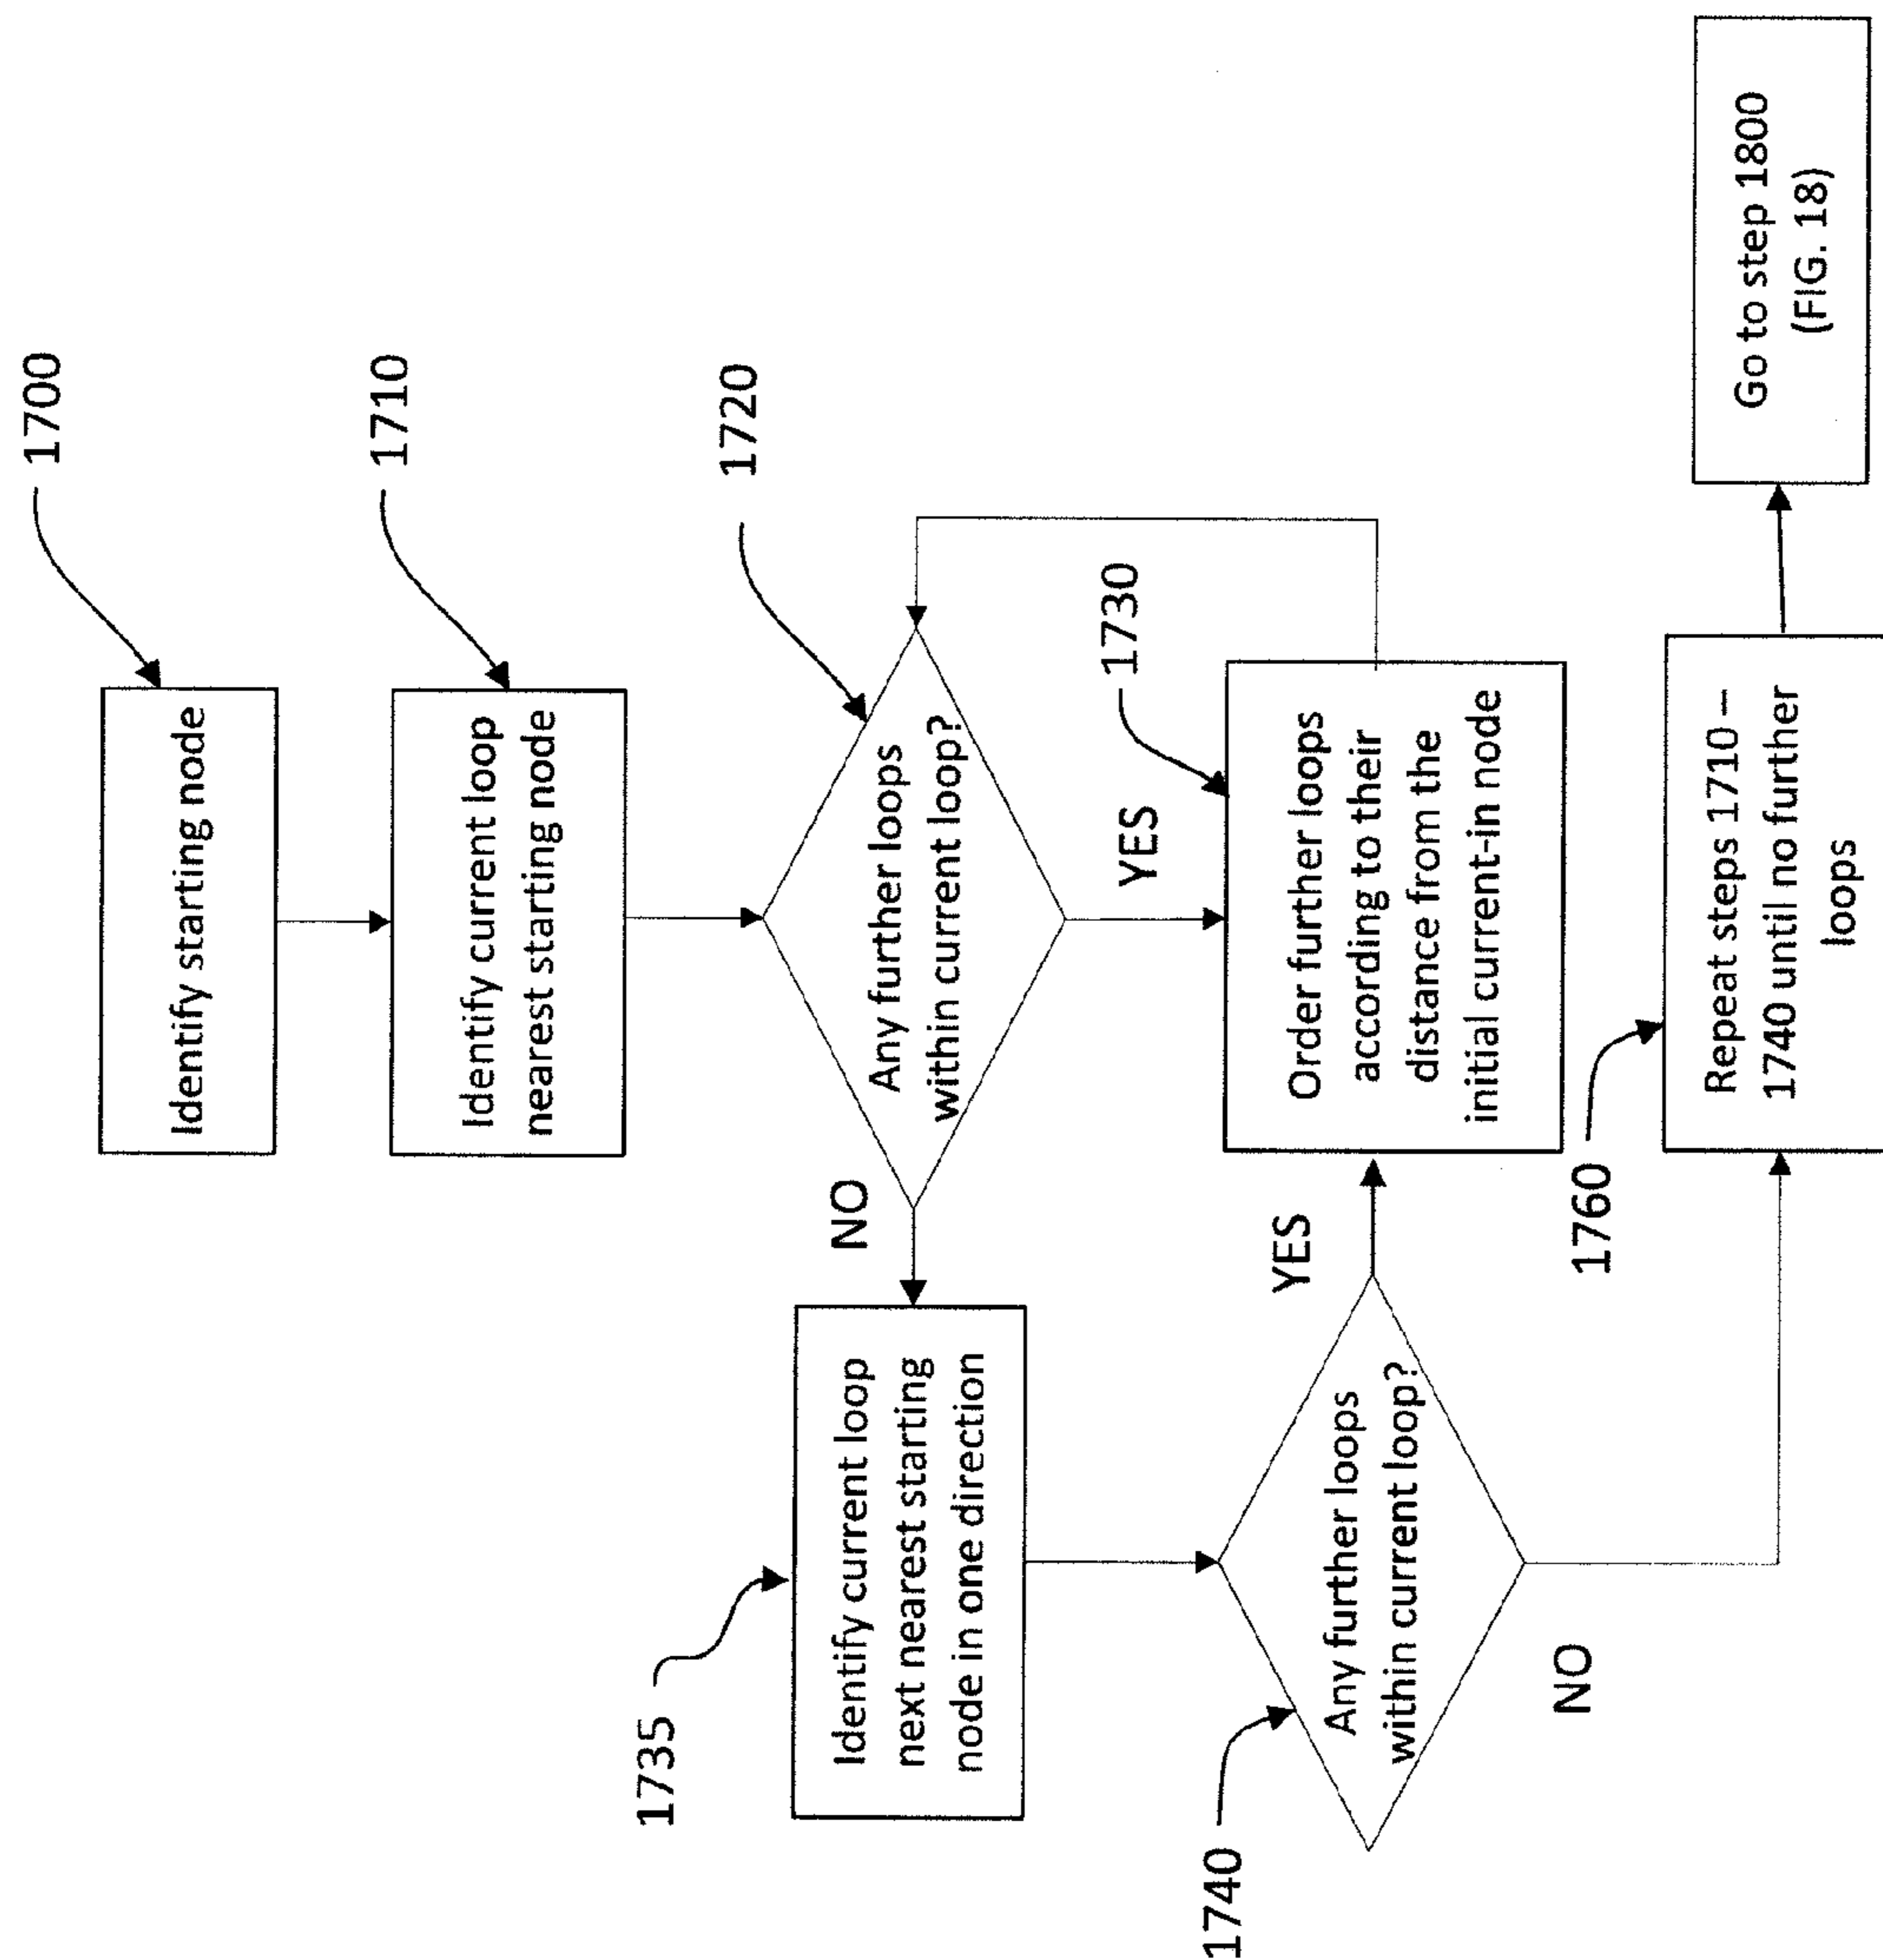 1700
Identify starting node
1710
Identify current loop
nearest starting node
1720
Any further loops
within current loop?
NO
YES
1730
Order further loops
according to their
distance from the
initial current-in node
1735
Identify current loop
next nearest starting
node in one direction
1740
Any further loops
within current loop?
YES
NO
1760
Repeat steps 1710 –
1740 until no further
loops
Go to step 1800
(FIG. 18)